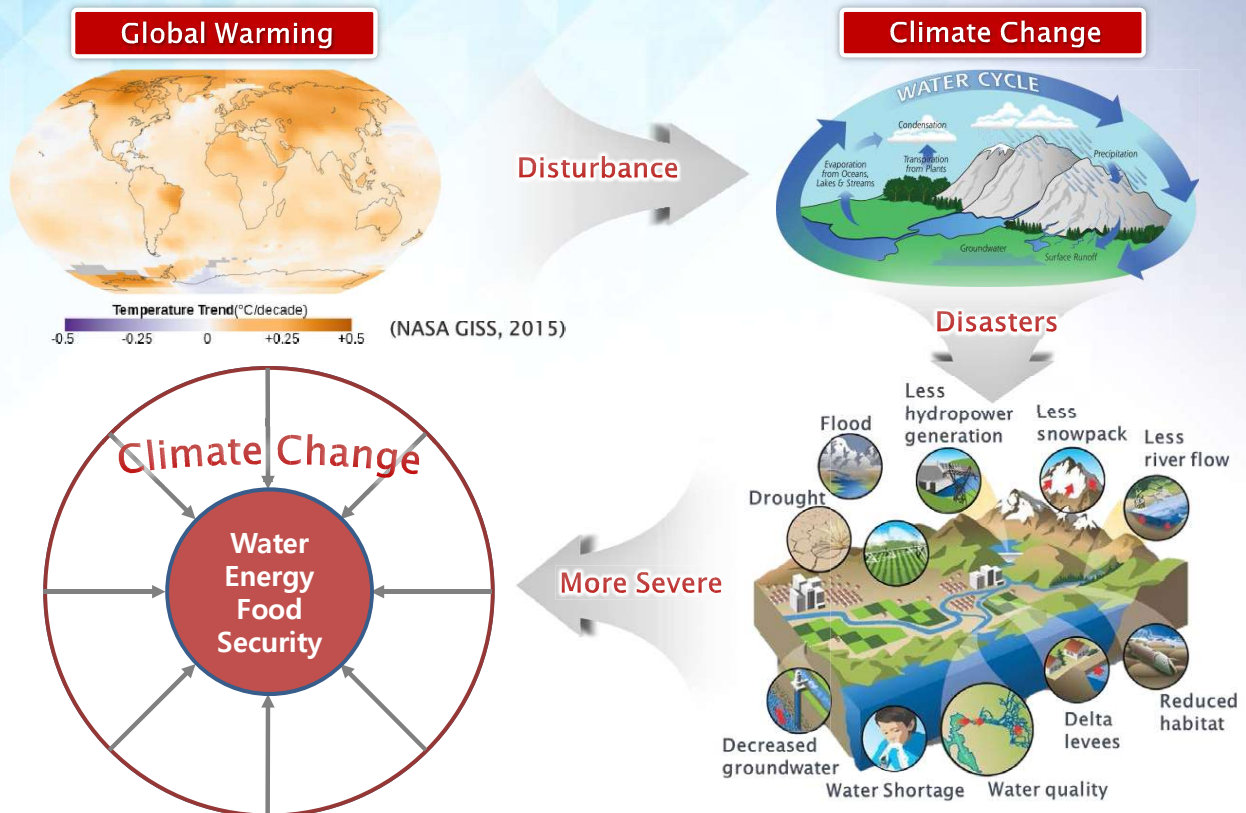 Global Warming
Climate Change
Disturbance
WATER CYCLE
Condensation
Evaporation
from Oceans,
Lakes & Streams
Transpiration
from Plants
Precipitation
Groundwater
Surface Runoff
Temperature Trend(°C/decade)
-0.5 -0.25 0 +0.25 +0.5
(NASA GISS, 2015)
Disasters
Flood
Less
hydropower
generation
Less
snowpack
Less
river flow
Drought
Climate Change
Water
Energy
Food
Security
More Severe
Decreased
groundwater
Water Shortage
Water quality
Delta
levees
Reduced
habitat